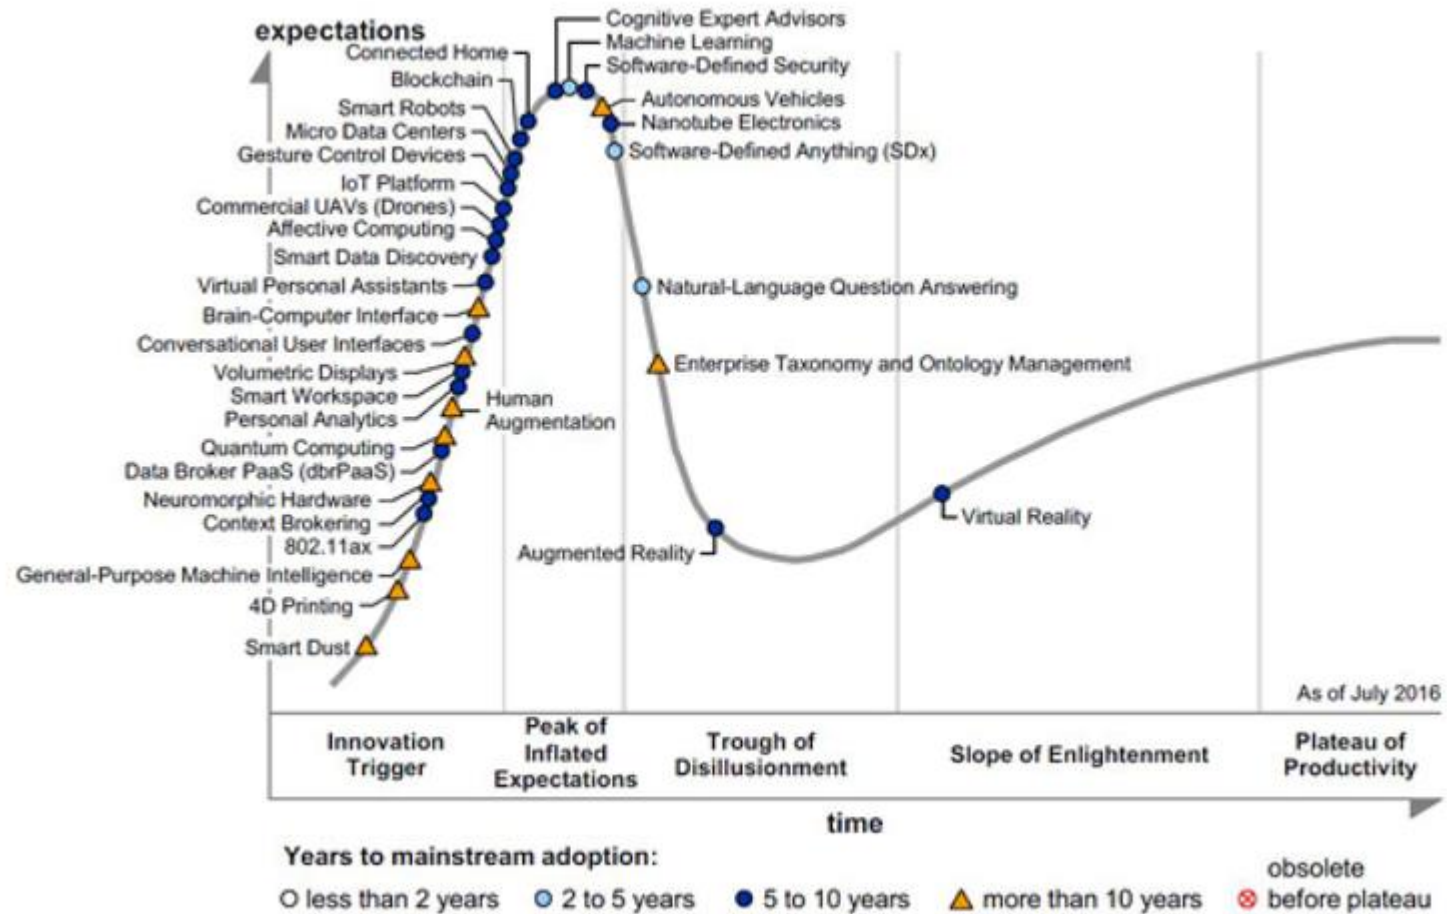 expectations
Connected Home
Blockchain
Smart Robots
Micro Data Centers
Gesture Control Devices
IoT Platform
Commercial UAVs (Drones)
Affective Computing
Smart Data Discovery
Virtual Personal Assistants
Brain-Computer Interface
Conversational User Interfaces
Volumetric Displays
Smart Workspace
Personal Analytics
Quantum Computing
Data Broker PaaS (dbrPaaS)
Neuromorphic Hardware
Context Brokering
802.11ax
General-Purpose Machine Intelligence
4D Printing
Smart Dust
Human
Augmentation
Cognitive Expert Advisors
Machine Learning
Software-Defined Security
Autonomous Vehicles
Nanotube Electronics
Software-Defined Anything (SDx)
Natural-Language Question Answering
Enterprise Taxonomy and Ontology Management
Augmented Reality
Virtual Reality
As of July 2016
Innovation
Trigger
Peak of
Inflated
Expectations
Trough of
Disillusionment
Slope of Enlightenment
Plateau of
Productivity
time
Years to mainstream adoption:
less than 2 years
2 to 5 years
5 to 10 years
more than 10 years
obsolete
before plateau